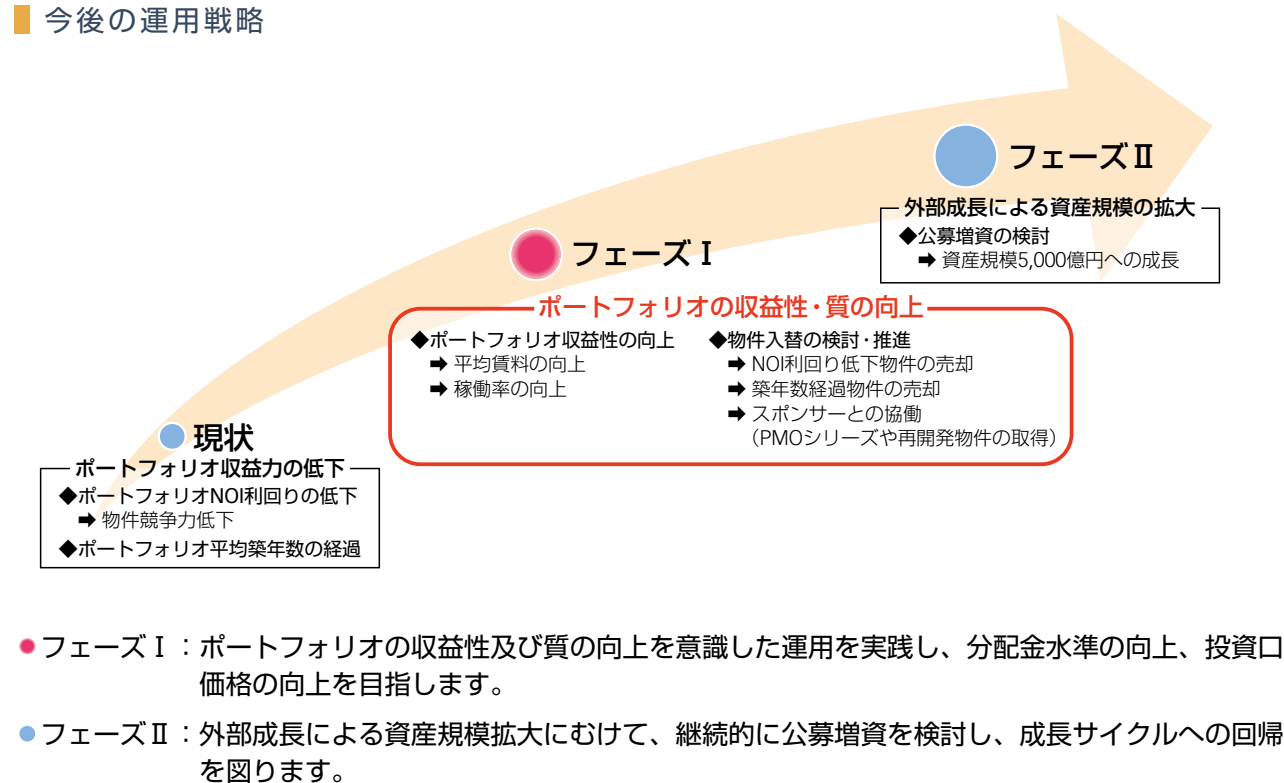 今後の運用戦略
フェーズⅡ
外部成長による資産規模の拡大
◆公募増資の検討
➡ 資産規模5,000億円への成長
フェーズⅠ
ポートフォリオの収益性・質の向上
◆ポートフォリオ収益性の向上
➡ 平均賃料の向上
➡ 稼働率の向上
◆物件入替の検討・推進
➡ NOI利回り低下物件の売却
➡ 築年数経過物件の売却
➡ スポンサーとの協働
（PMOシリーズや再開発物件の取得）
現状
ポートフォリオ収益力の低下
◆ポートフォリオNOI利回りの低下
➡ 物件競争力低下
◆ポートフォリオ平均築年数の経過
●フェーズⅠ：ポートフォリオの収益性及び質の向上を意識した運用を実践し、分配金水準の向上、投資口
価格の向上を目指します。
●フェーズⅡ：外部成長による資産規模拡大にむけて、継続的に公募増資を検討し、成長サイクルへの回帰
を図ります。